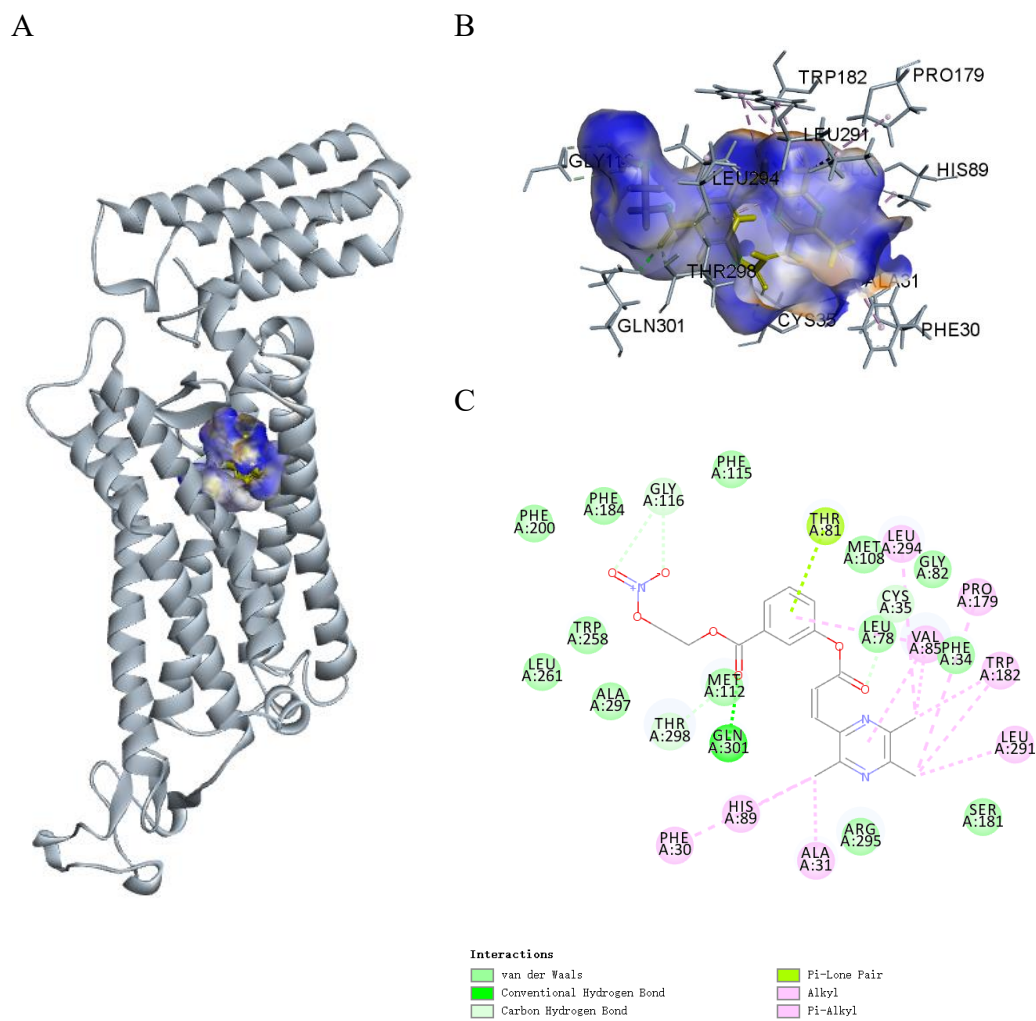 A
B
TRP182
PRO179
LEU291
HIS89
LEU294
THR298
GLN301
CYS35
PHE30
C
PHE
A:115
GLY
A:116
PHE
A:184
PHE
A:200
THR
A:81
MET
A:108
LEU
A:294
GLY
A:82
CYS
A:35
PRO
A:179
LEU
A:78
VAL
A:85
PHE
A:34
TRP
A:182
O
O
N
+
O
O
O
O
O
N
N
TRP
A:258
LEU
A:261
ALA
A:297
MET
A:112
THR
A:298
GLN
A:301
LEU
A:291
HIS
A:89
PHE
A:30
ALA
A:31
ARG
A:295
SER
A:181
Interactions
van der Waals
Conventional Hydrogen Bond
Carbon Hydrogen Bond
Pi-Lone Pair
Alkyl
Pi-Alkyl